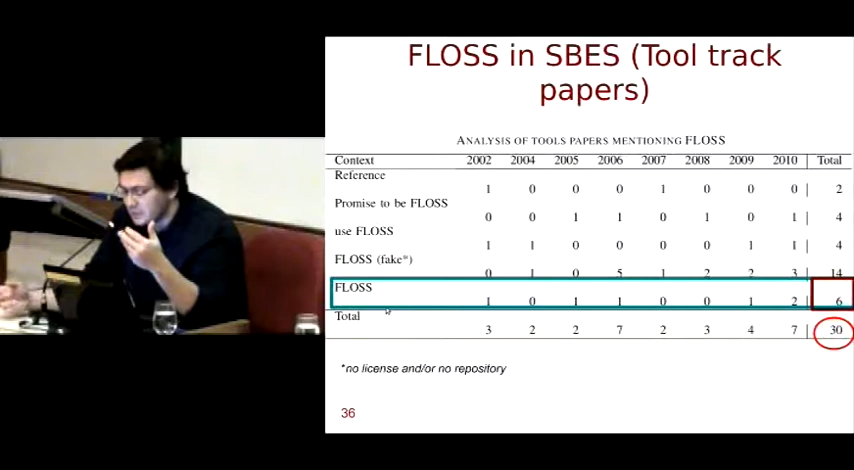 FLOSS in SBES (Tool track
papers)
ANALYSIS OF TOOLS PAPERS MENTIONING FLOSS
Context 2002 2004 2005 2006 2007 2008 2009 2010 Total
Reference
1 0 0 0 1 0 0 0 2
Promise to be FLOSS
0 0 1 1 0 1 0 1 4
use FLOSS
1 1 0 0 0 0 1 1 4
FLOSS (fake*)
0 1 0 5 1 2 2 3 14
FLOSS
1 0 1 1 0 0 1 2 6
Total
3 2 2 7 2 3 4 7 30
*no license and/or no repository
36